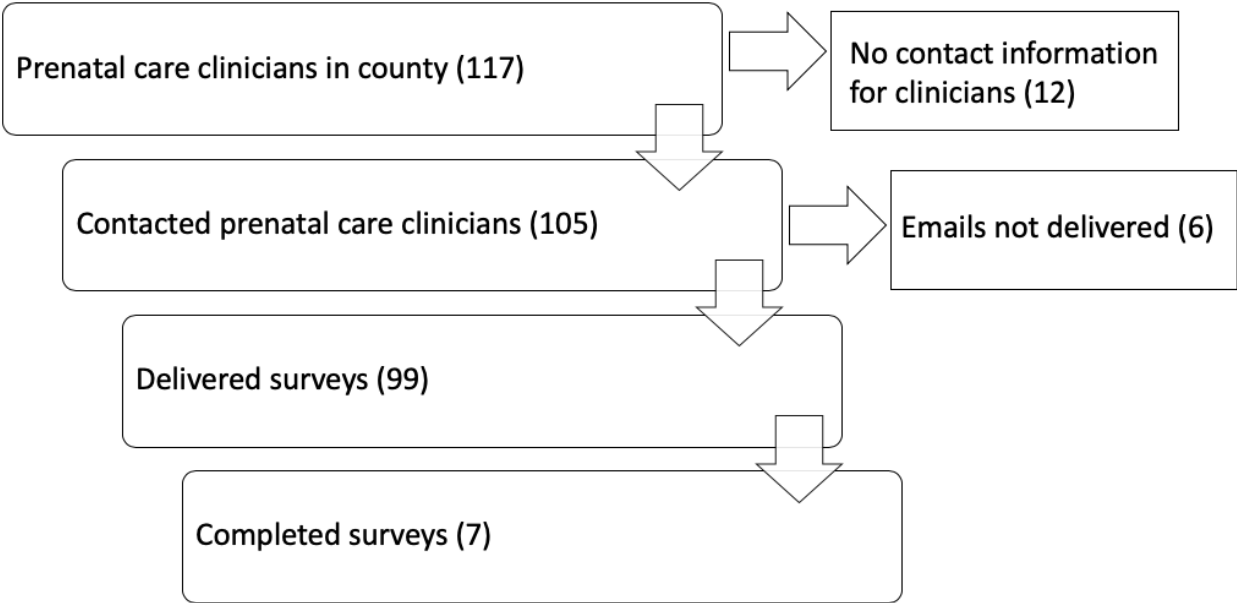 Prenatal care clinicians in county (117)
No contact information
for clinicians (12)
Contacted prenatal care clinicians (105)
Emails not delivered (6)
Delivered surveys (99)
Completed surveys (7)